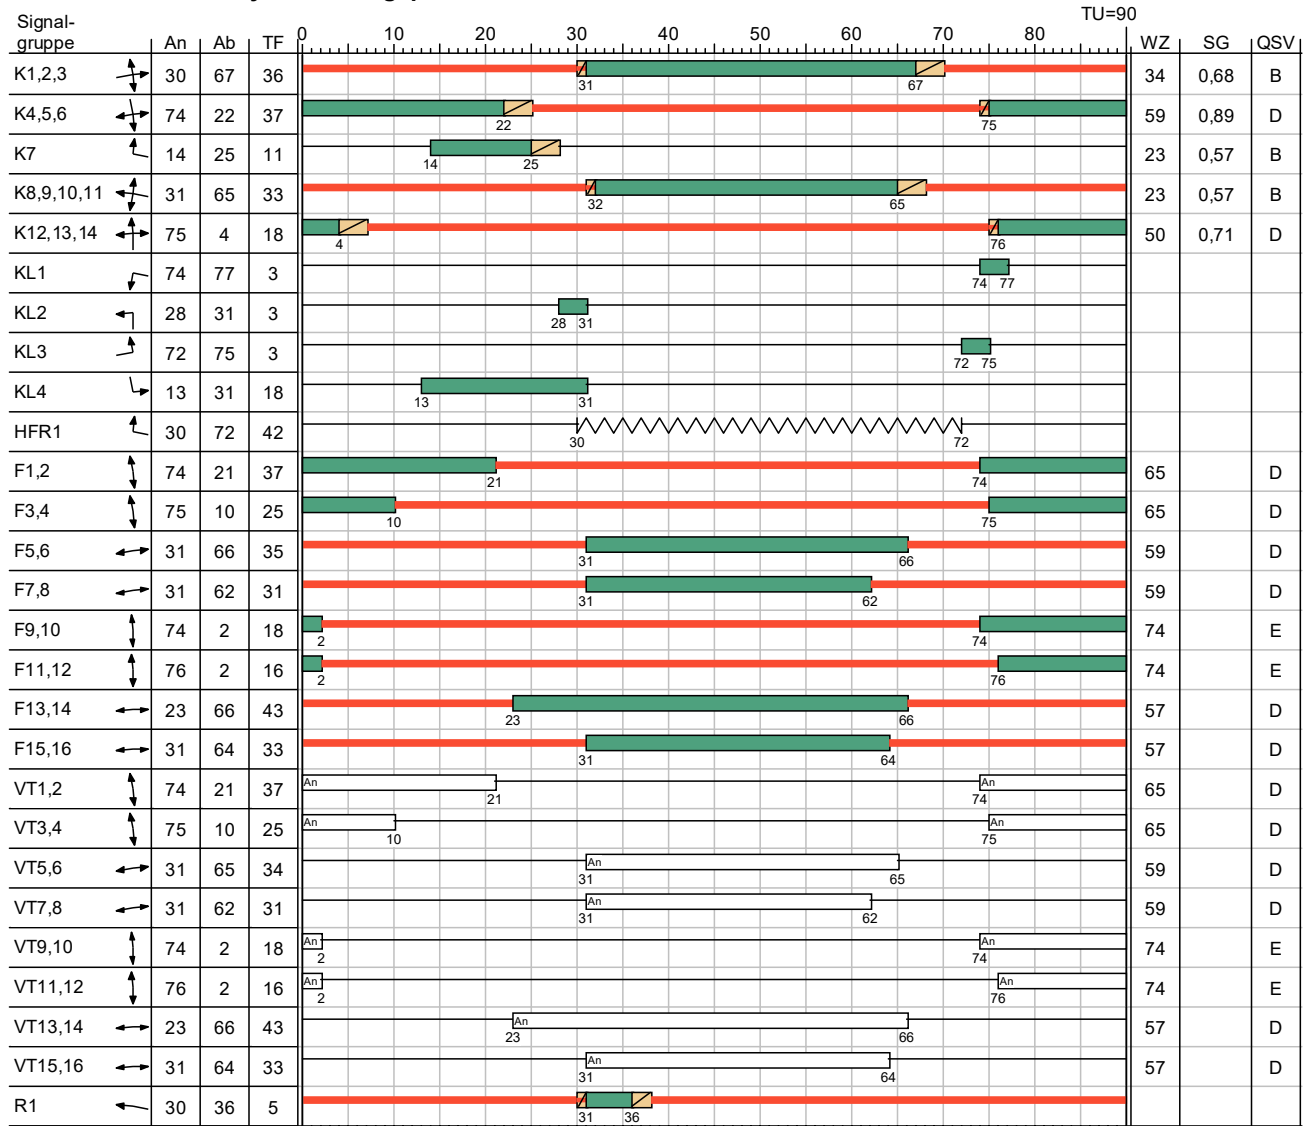 TU=90
Signal-
gruppe An Ab TF 0 10 20 30 40 50 60 70 80 WZ SG QSV
K1,2,3 30 67 36 31 67 34 0,68 B
K4,5,6 74 22 37 22 75 59 0,89 D
K7 14 25 11 14 25 23 0,57 B
K8,9,10,11 31 65 33 32 65 23 0,57 B
K12,13,14 75 4 18 4 76 50 0,71 D
KL1 74 77 3 74 77
KL2 28 31 3 28 31
KL3 72 75 3 72 75
KL4 13 31 18 13 31
HFR1 30 72 42 30 72
F1,2 74 21 37 21 74 65 D
F3,4 75 10 25 10 75 65 D
F5,6 31 66 35 31 66 59 D
F7,8 31 62 31 31 62 59 D
F9,10 74 2 18 2 74 74 E
F11,12 76 2 16 2 76 74 E
F13,14 23 66 43 23 66 57 D
F15,16 31 64 33 31 64 57 D
VT1,2 74 21 37 An 21 An 74 65 D
VT3,4 75 10 25 An 10 An 75 65 D
VT5,6 31 65 34 An 31 65 59 D
VT7,8 31 62 31 An 31 62 59 D
VT9,10 74 2 18 An 2 An 74 74 E
VT11,12 76 2 16 An 2 An 76 74 E
VT13,14 23 66 43 An 23 66 57 D
VT15,16 31 64 33 An 31 64 57 D
R1 30 36 5 31 36